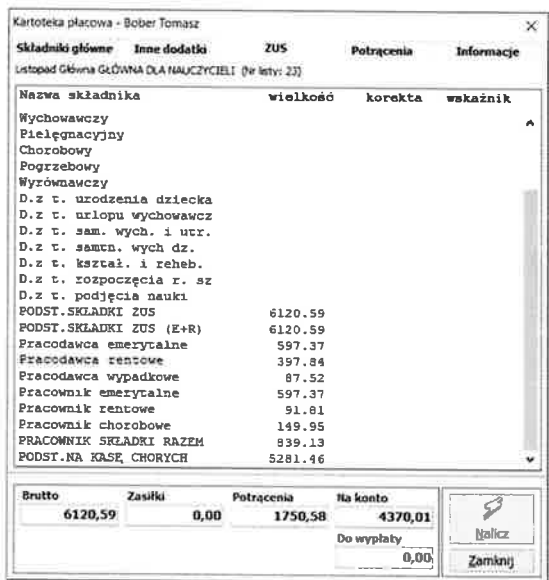 Kartoteka płacowa - Bober Tomasz
Składniki główne Inne dodatki ZUS Potrącenia Informacje
Listopad Główna GŁÓWNA DLA NAUCZYCIELI (Nr listy: 23)
Nazwa składnika wielkość korekta wskaźnik
Wychowawczy
Pielęgnacyjny
Chorobowy
Pogrzebowy
Wyrównawczy
D.z t. urodzenia dziecka
D.z t. urlopu wychowawcz
D.z t. sam. wych. i utr.
D.z t. samtn. wych dz.
D.z t. kształ. i rehab.
D.z t. rozpoczęcia r. sz
D.z t. podjęcia nauki
PODST.SKŁADKI ZUS 6120.59
PODST.SKŁADKI ZUS (E+R) 6120.59
Pracodawca emerytalne 597.37
Pracodawca rentowe 397.84
Pracodawca wypadkowe 87.52
Pracownik emerytalne 597.37
Pracownik rentowe 91.81
Pracownik chorobowe 149.95
PRACOWNIK SKŁADKI RAZEM 839.13
PODST.NA KASĘ CHORYCH 5281.46
Brutto Zasiłki Potrącenia Na konto
6120,59 0,00 1750,58 4370,01
Nalicz
Do wypłaty
0,00
Zamknij